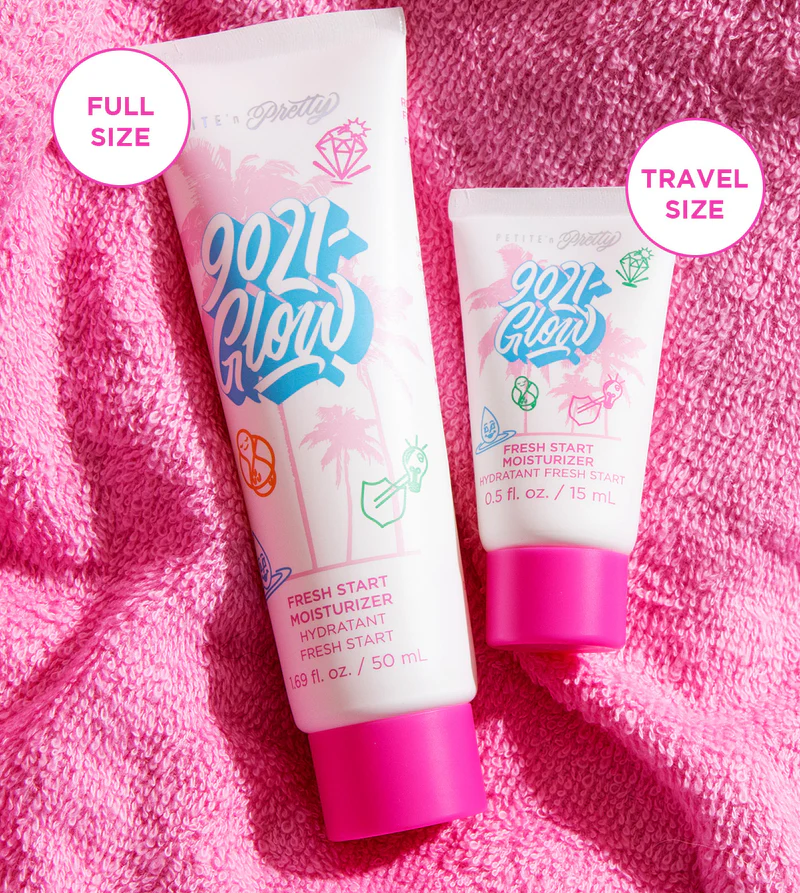 FULL
SIZE
Pretty
9021-
Glow
FRESH START
MOISTURIZER
HYDRATANT
FRESH START
1.69 fl. oz. / 50 mL
TRAVEL
SIZE
PETITE 'n Pretty
9021-
Glow
FRESH START
MOISTURIZER
HYDRATANT FRESH START
0.5 fl. oz. / 15 mL